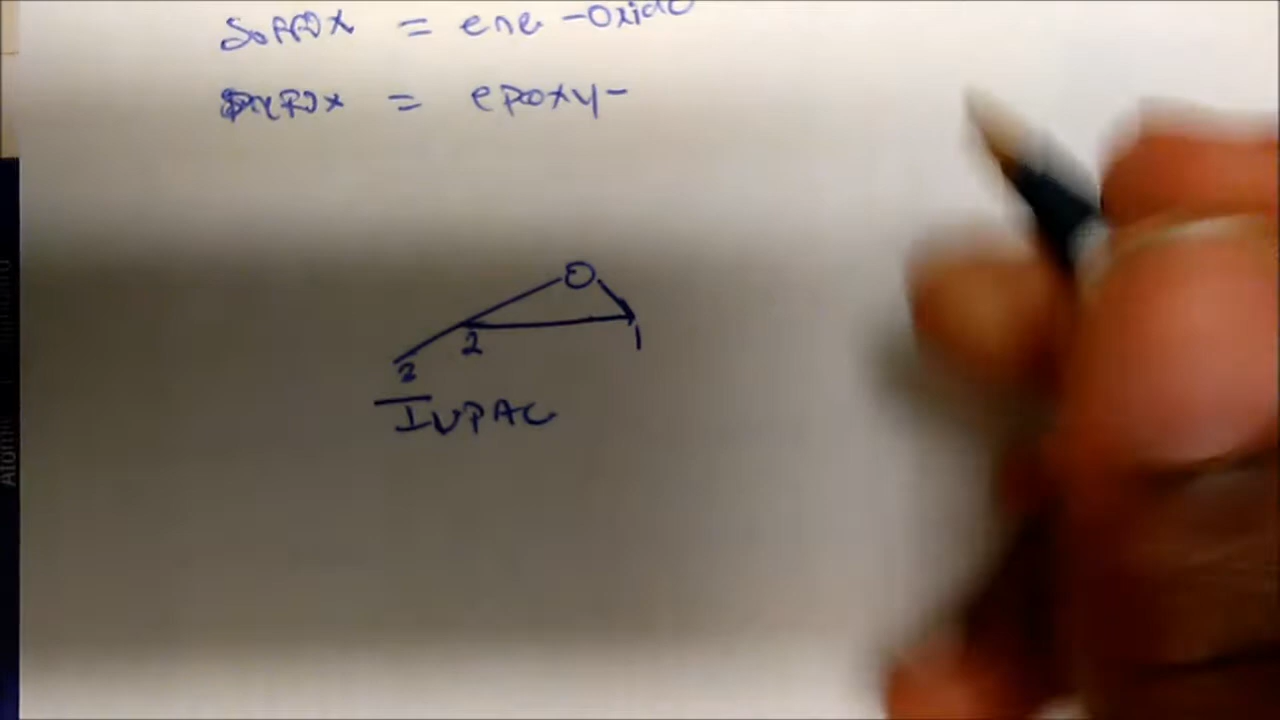 = ene -oxide
= epoxy-
O
2
1
3
IUPAC